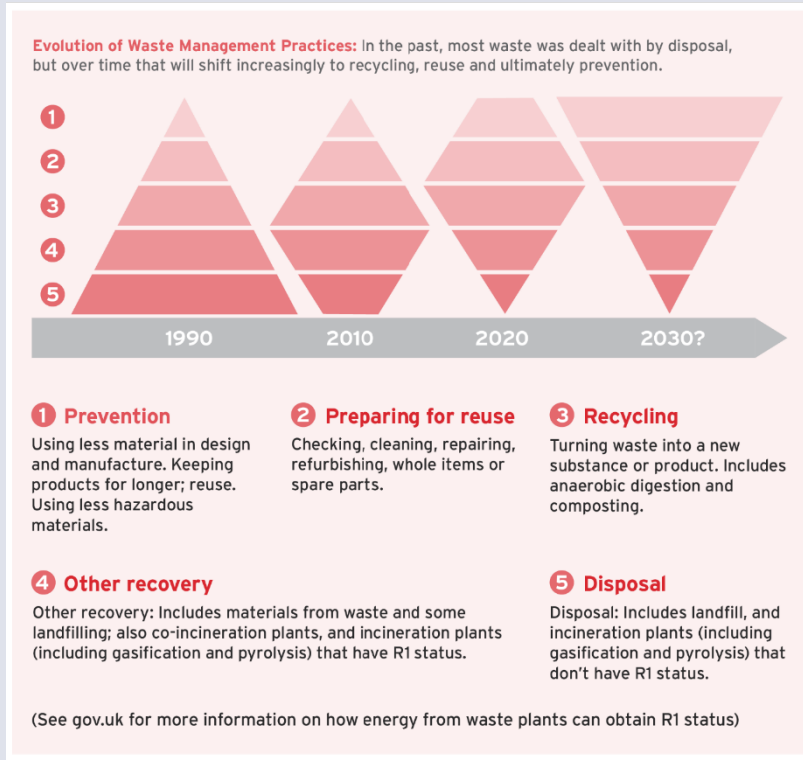 Evolution of Waste Management Practices: In the past, most waste was dealt with by disposal,
but over time that will shift increasingly to recycling, reuse and ultimately prevention.
1
2
3
4
5
1990 2010 2020 2030?
1 Prevention
Using less material in design
and manufacture. Keeping
products for longer; reuse.
Using less hazardous
materials.
2 Preparing for reuse
Checking, cleaning, repairing,
refurbishing, whole items or
spare parts.
3 Recycling
Turning waste into a new
substance or product. Includes
anaerobic digestion and
composting.
4 Other recovery
Other recovery: Includes materials from waste and some
landfilling; also co-incineration plants, and incineration plants
(including gasification and pyrolysis) that have R1 status.
5 Disposal
Disposal: Includes landfill, and
incineration plants (including
gasification and pyrolysis) that
don't have R1 status.
(See gov.uk for more information on how energy from waste plants can obtain R1 status)